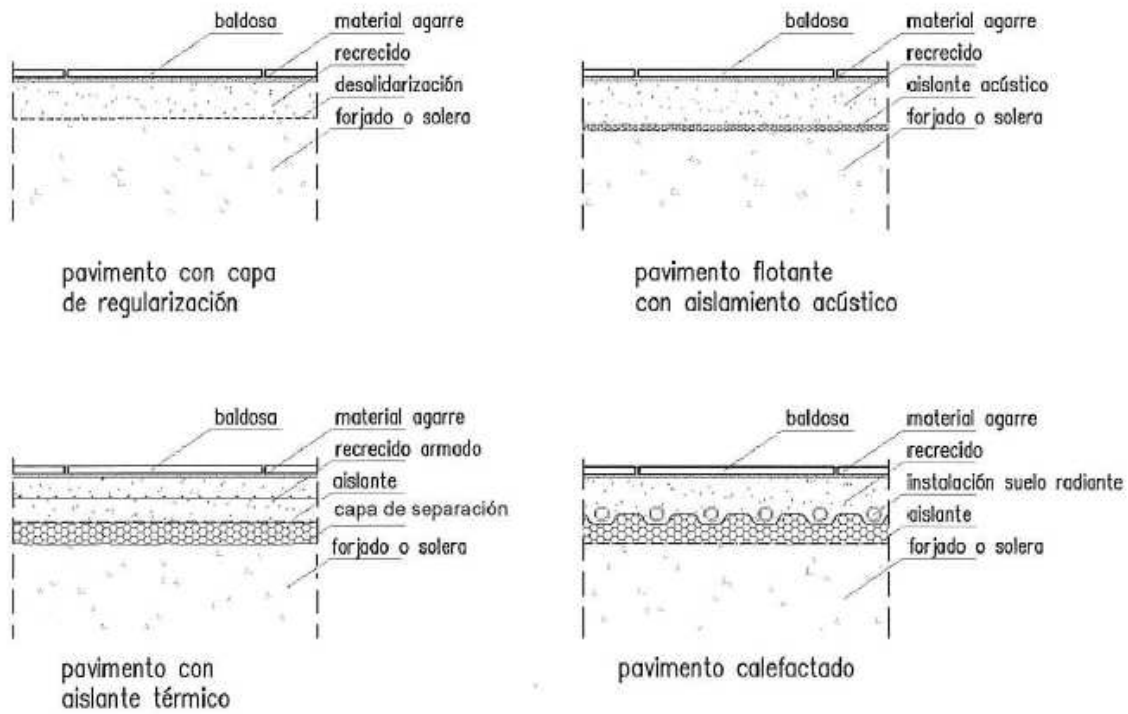 baldosa
material agarre
recrecido
desolidarización
forjado o solera
pavimento con capa
de regularización
baldosa
material agarre
recrecido
aislante acústico
forjado o solera
pavimento flotante
con aislamiento acústico
baldosa
material agarre
recrecido armado
aislante
capa de separación
forjado o solera
pavimento con
aislante térmico
baldosa
material agarre
recrecido
instalación suelo radiante
aislante
forjado o solera
pavimento calefactado